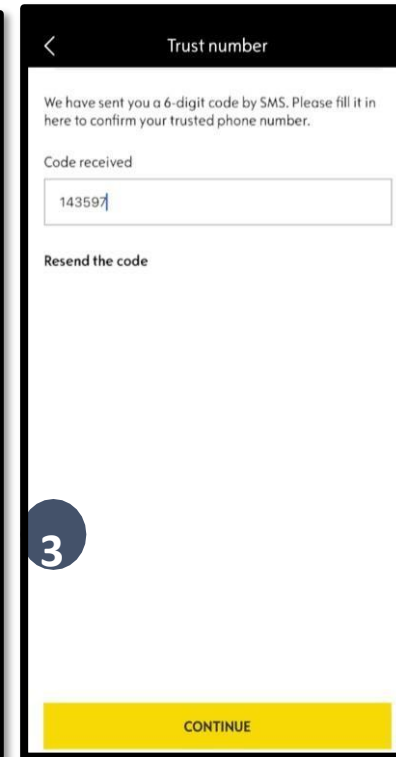 Trust number
We have sent you a 6-digit code by SMS. Please fill it in
here to confirm your trusted phone number.
Code received
143597
Resend the code
3
CONTINUE